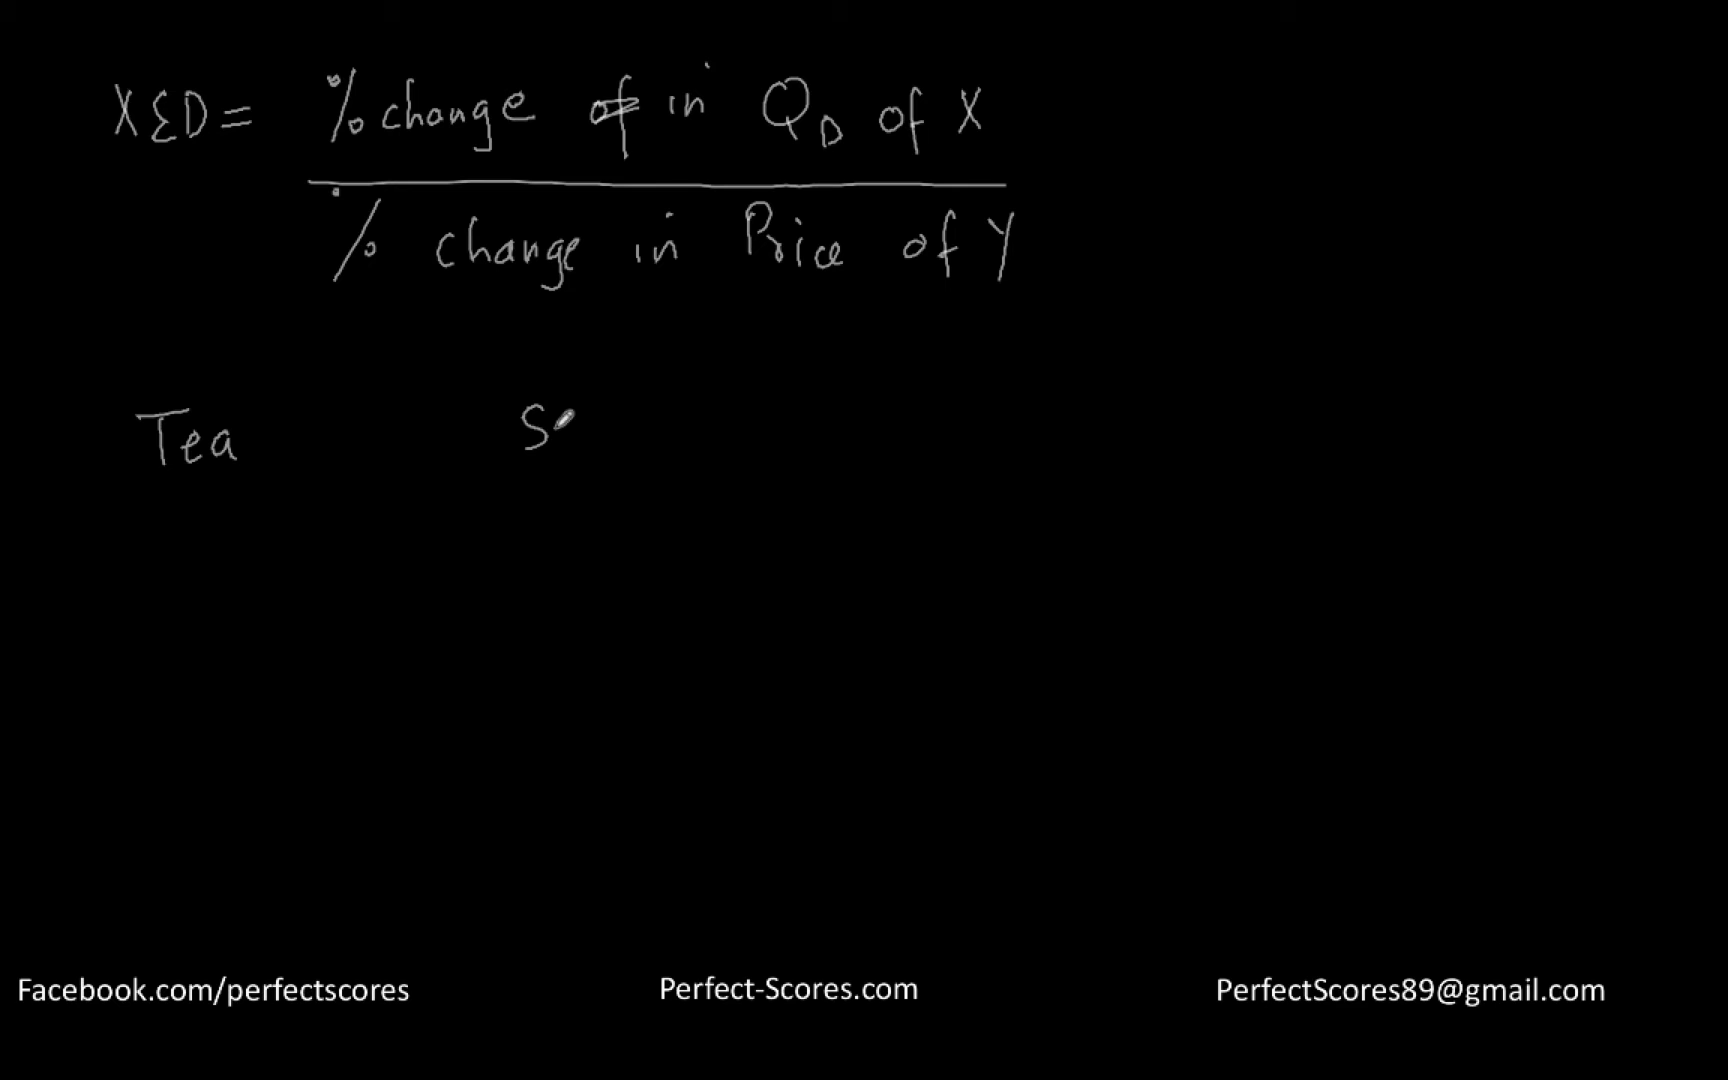 XED = % change of in QD of X
% change in Price of Y
Tea S
Facebook.com/perfectscores Perfect-Scores.com PerfectScores89@gmail.com